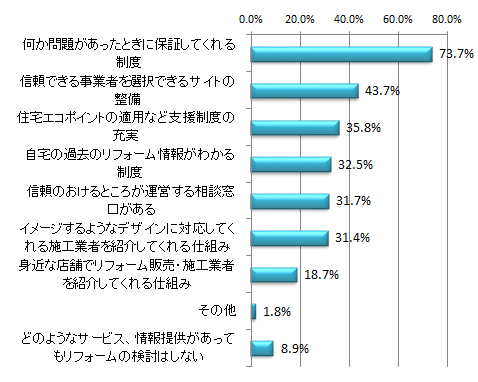 0.0% 20.0% 40.0% 60.0% 80.0%
何か問題があったときに保証してくれる
制度
73.7%
信頼できる事業者を選択できるサイトの
整備
43.7%
住宅エコポイントの適用など支援制度の
充実
35.8%
自宅の過去のリフォーム情報がわかる
制度
32.5%
信頼のおけるところが運営する相談窓
口がある
31.7%
イメージするようなデザインに対応してく
れる施工業者を紹介してくれる仕組み
31.4%
身近な店舗でリフォーム販売・施工業者
を紹介してくれる仕組み
18.7%
その他
1.8%
どのようなサービス、情報提供があって
もリフォームの検討はしない
8.9%